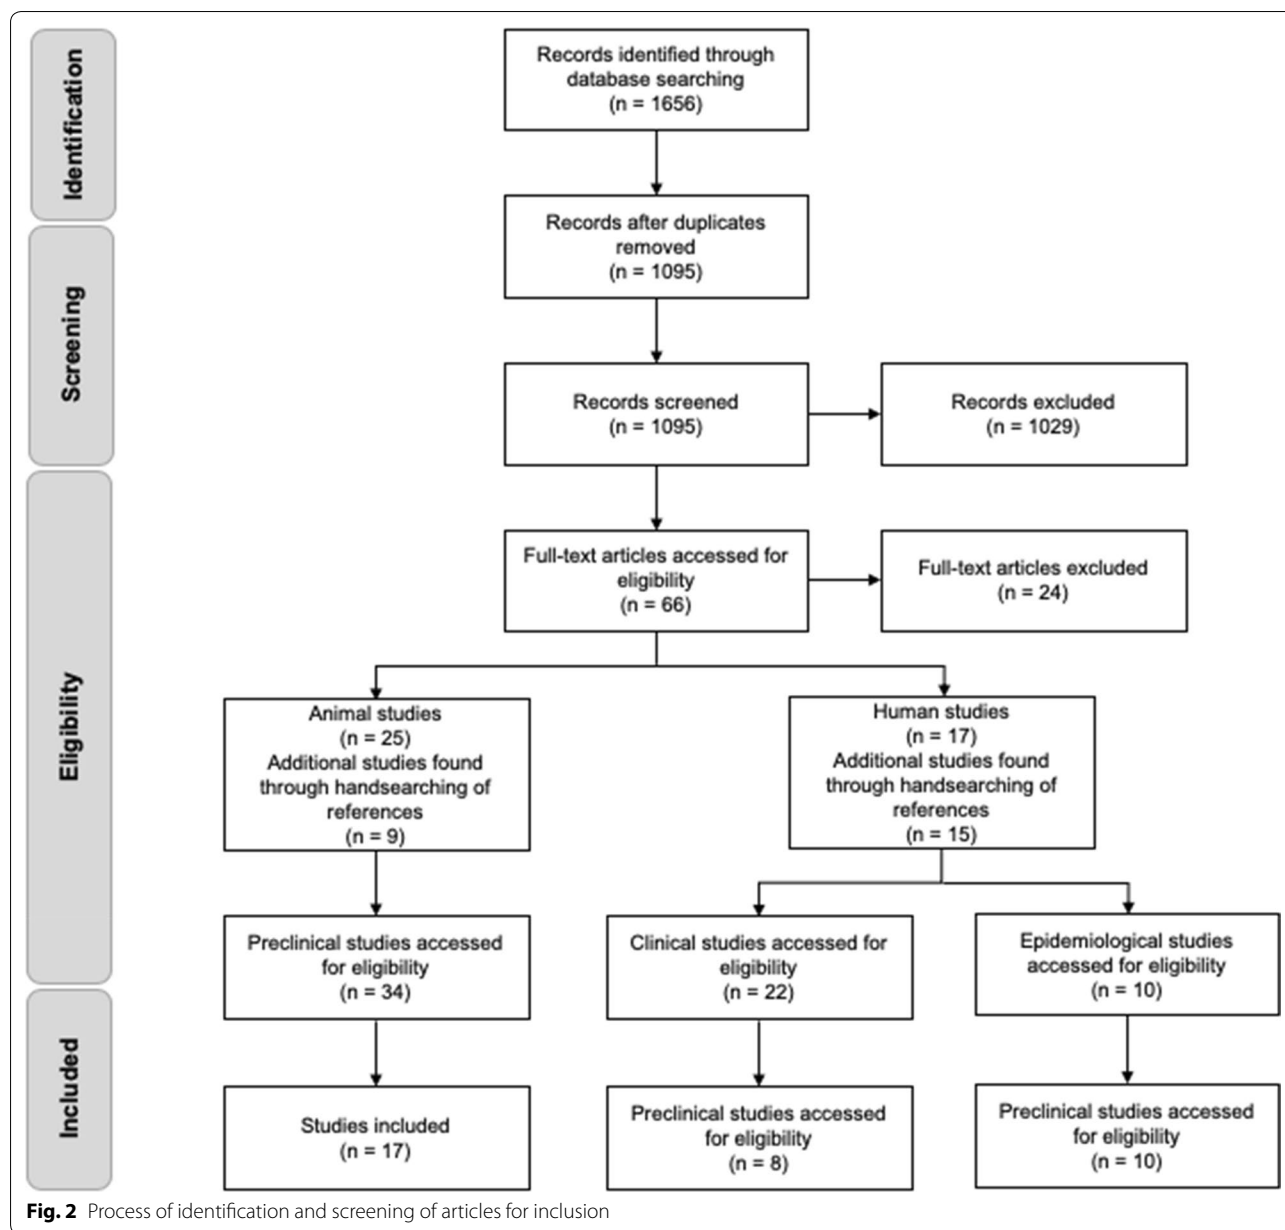 Identification
Records identified through
database searching
(n = 1656)
Records after duplicates
removed
(n = 1095)
Screening
Records screened
(n = 1095)
Records excluded
(n = 1029)
Eligibility
Full-text articles accessed for
eligibility
(n = 66)
Full-text articles excluded
(n = 24)
Animal studies
(n = 25)
Additional studies found
through handsearching of
references
(n = 9)
Human studies
(n = 17)
Additional studies found
through handsearching of
references
(n = 15)
Preclinical studies accessed
for eligibility
(n = 34)
Clinical studies accessed for
eligibility
(n = 22)
Epidemiological studies
accessed for eligibility
(n = 10)
Included
Studies included
(n = 17)
Preclinical studies accessed
for eligibility
(n = 8)
Preclinical studies accessed
for eligibility
(n = 10)
Fig. 2 Process of identification and screening of articles for inclusion